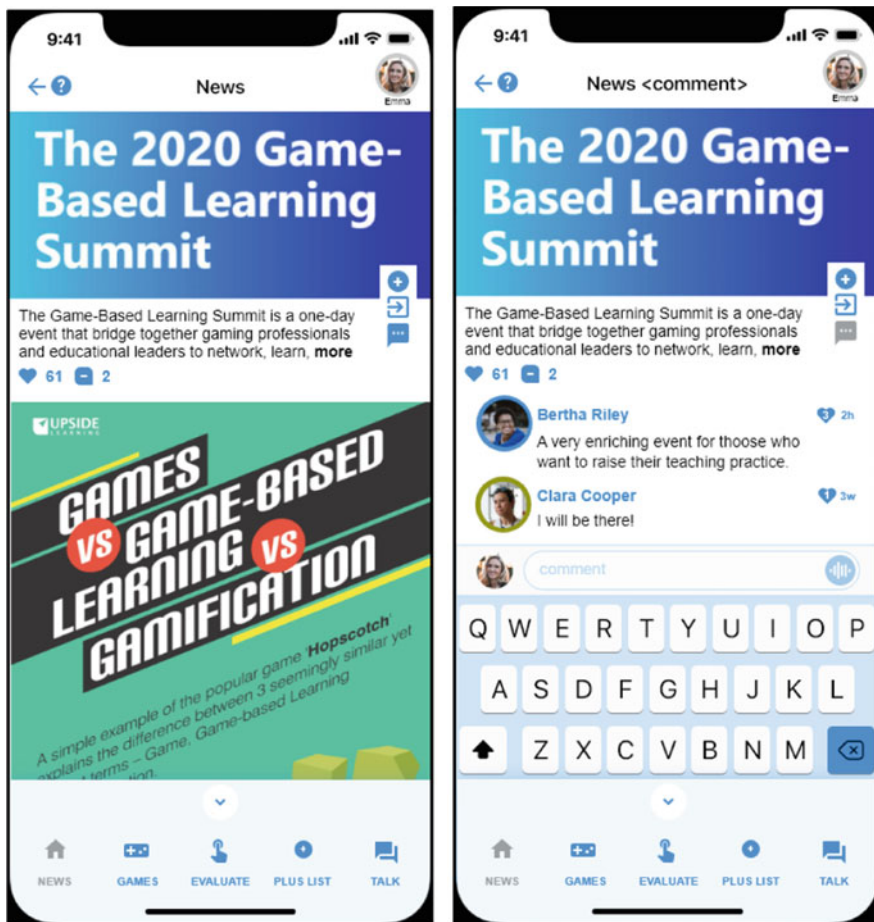 9:41
News
Emma
The 2020 Game-
Based Learning
Summit
The Game-Based Learning Summit is a one-day
event that bridge together gaming professionals
and educational leaders to network, learn, more
61 2
UPSIDE
LEARNING
GAMES
VS GAME-BASED
LEARNING VS
GAMIFICATION
A simple example of the popular game 'Hopscotch'
explains the difference between 3 seemingly similar yet
terms – Game, Game-based Learning
NEWS GAMES EVALUATE PLUS LIST TALK
9:41
News <comment>
Emma
The 2020 Game-
Based Learning
Summit
The Game-Based Learning Summit is a one-day
event that bridge together gaming professionals
and educational leaders to network, learn, more
61 2
Bertha Riley 3 2h
A very enriching event for thoose who
want to raise their teaching practice.
Clara Cooper 1 3w
I will be there!
comment
Q W E R T Y U I O P
A S D F G H J K L
Z X C V B N M
NEWS GAMES EVALUATE PLUS LIST TALK